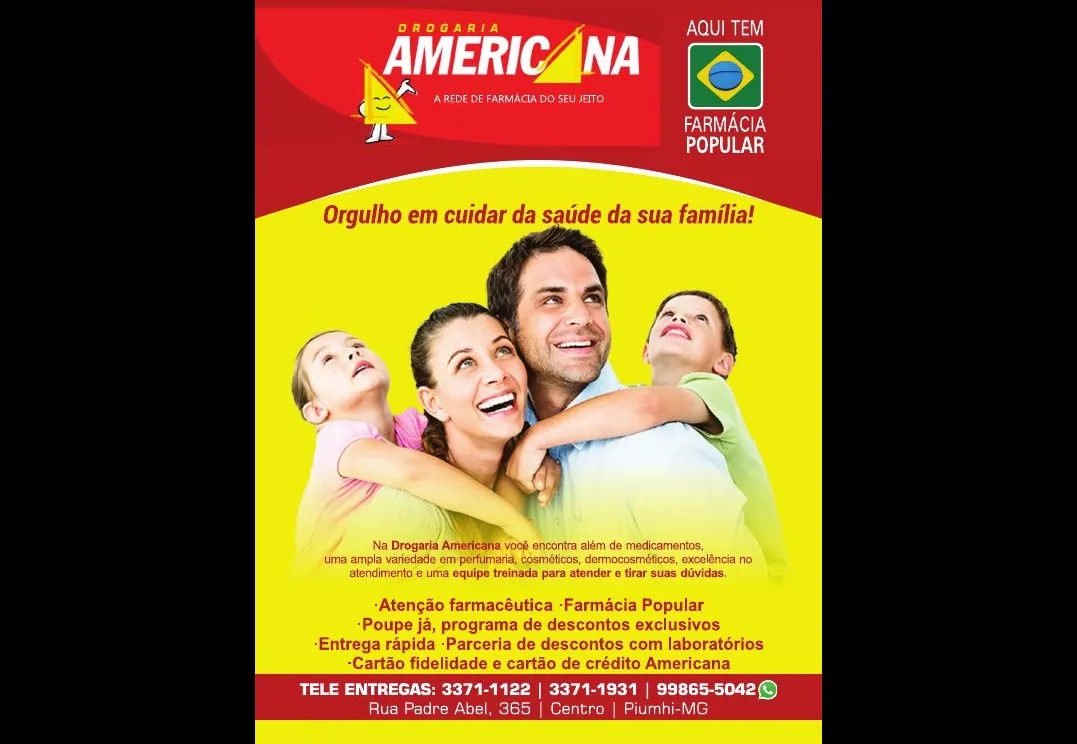 DROGARIA
AMERICANA
A REDE DE FARMÁCIA DO SEU JEITO
AQUI TEM
FARMÁCIA
POPULAR
Orgulho em cuidar da saúde da sua família!
Na Drogaria Americana você encontra além de medicamentos,
uma ampla variedade em perfumaria, cosméticos, dermocosméticos, excelência no
atendimento e uma equipe treinada para atender e tirar suas dúvidas.
·Atenção farmacêutica ·Farmácia Popular
·Poupe já, programa de descontos exclusivos
·Entrega rápida ·Parceria de descontos com laboratórios
·Cartão fidelidade e cartão de crédito Americana
TELE ENTREGAS: 3371-1122 | 3371-1931 | 99865-5042
Rua Padre Abel, 365 | Centro | Piumhi-MG